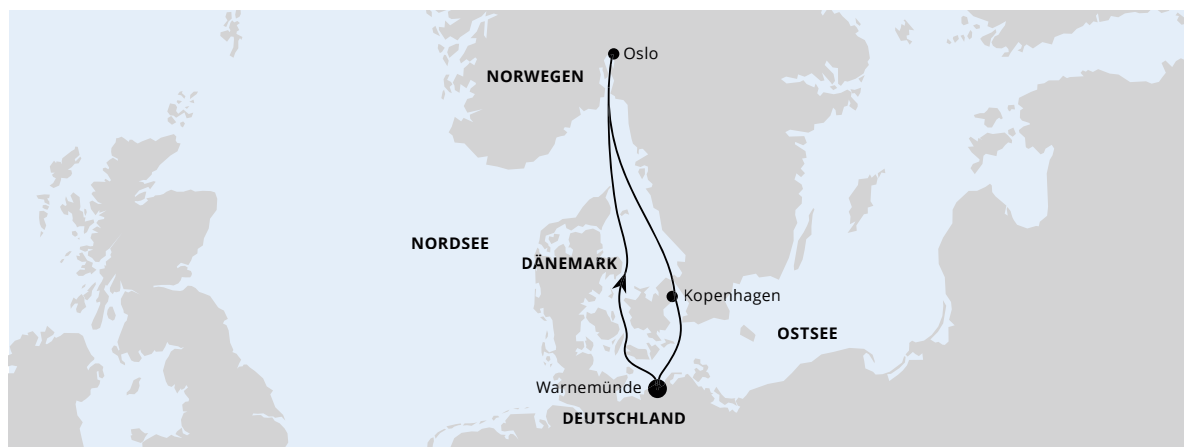 Oslo
NORWEGEN
NORDSEE
DÄNEMARK
Kopenhagen
OSTSEE
Warnemünde
DEUTSCHLAND